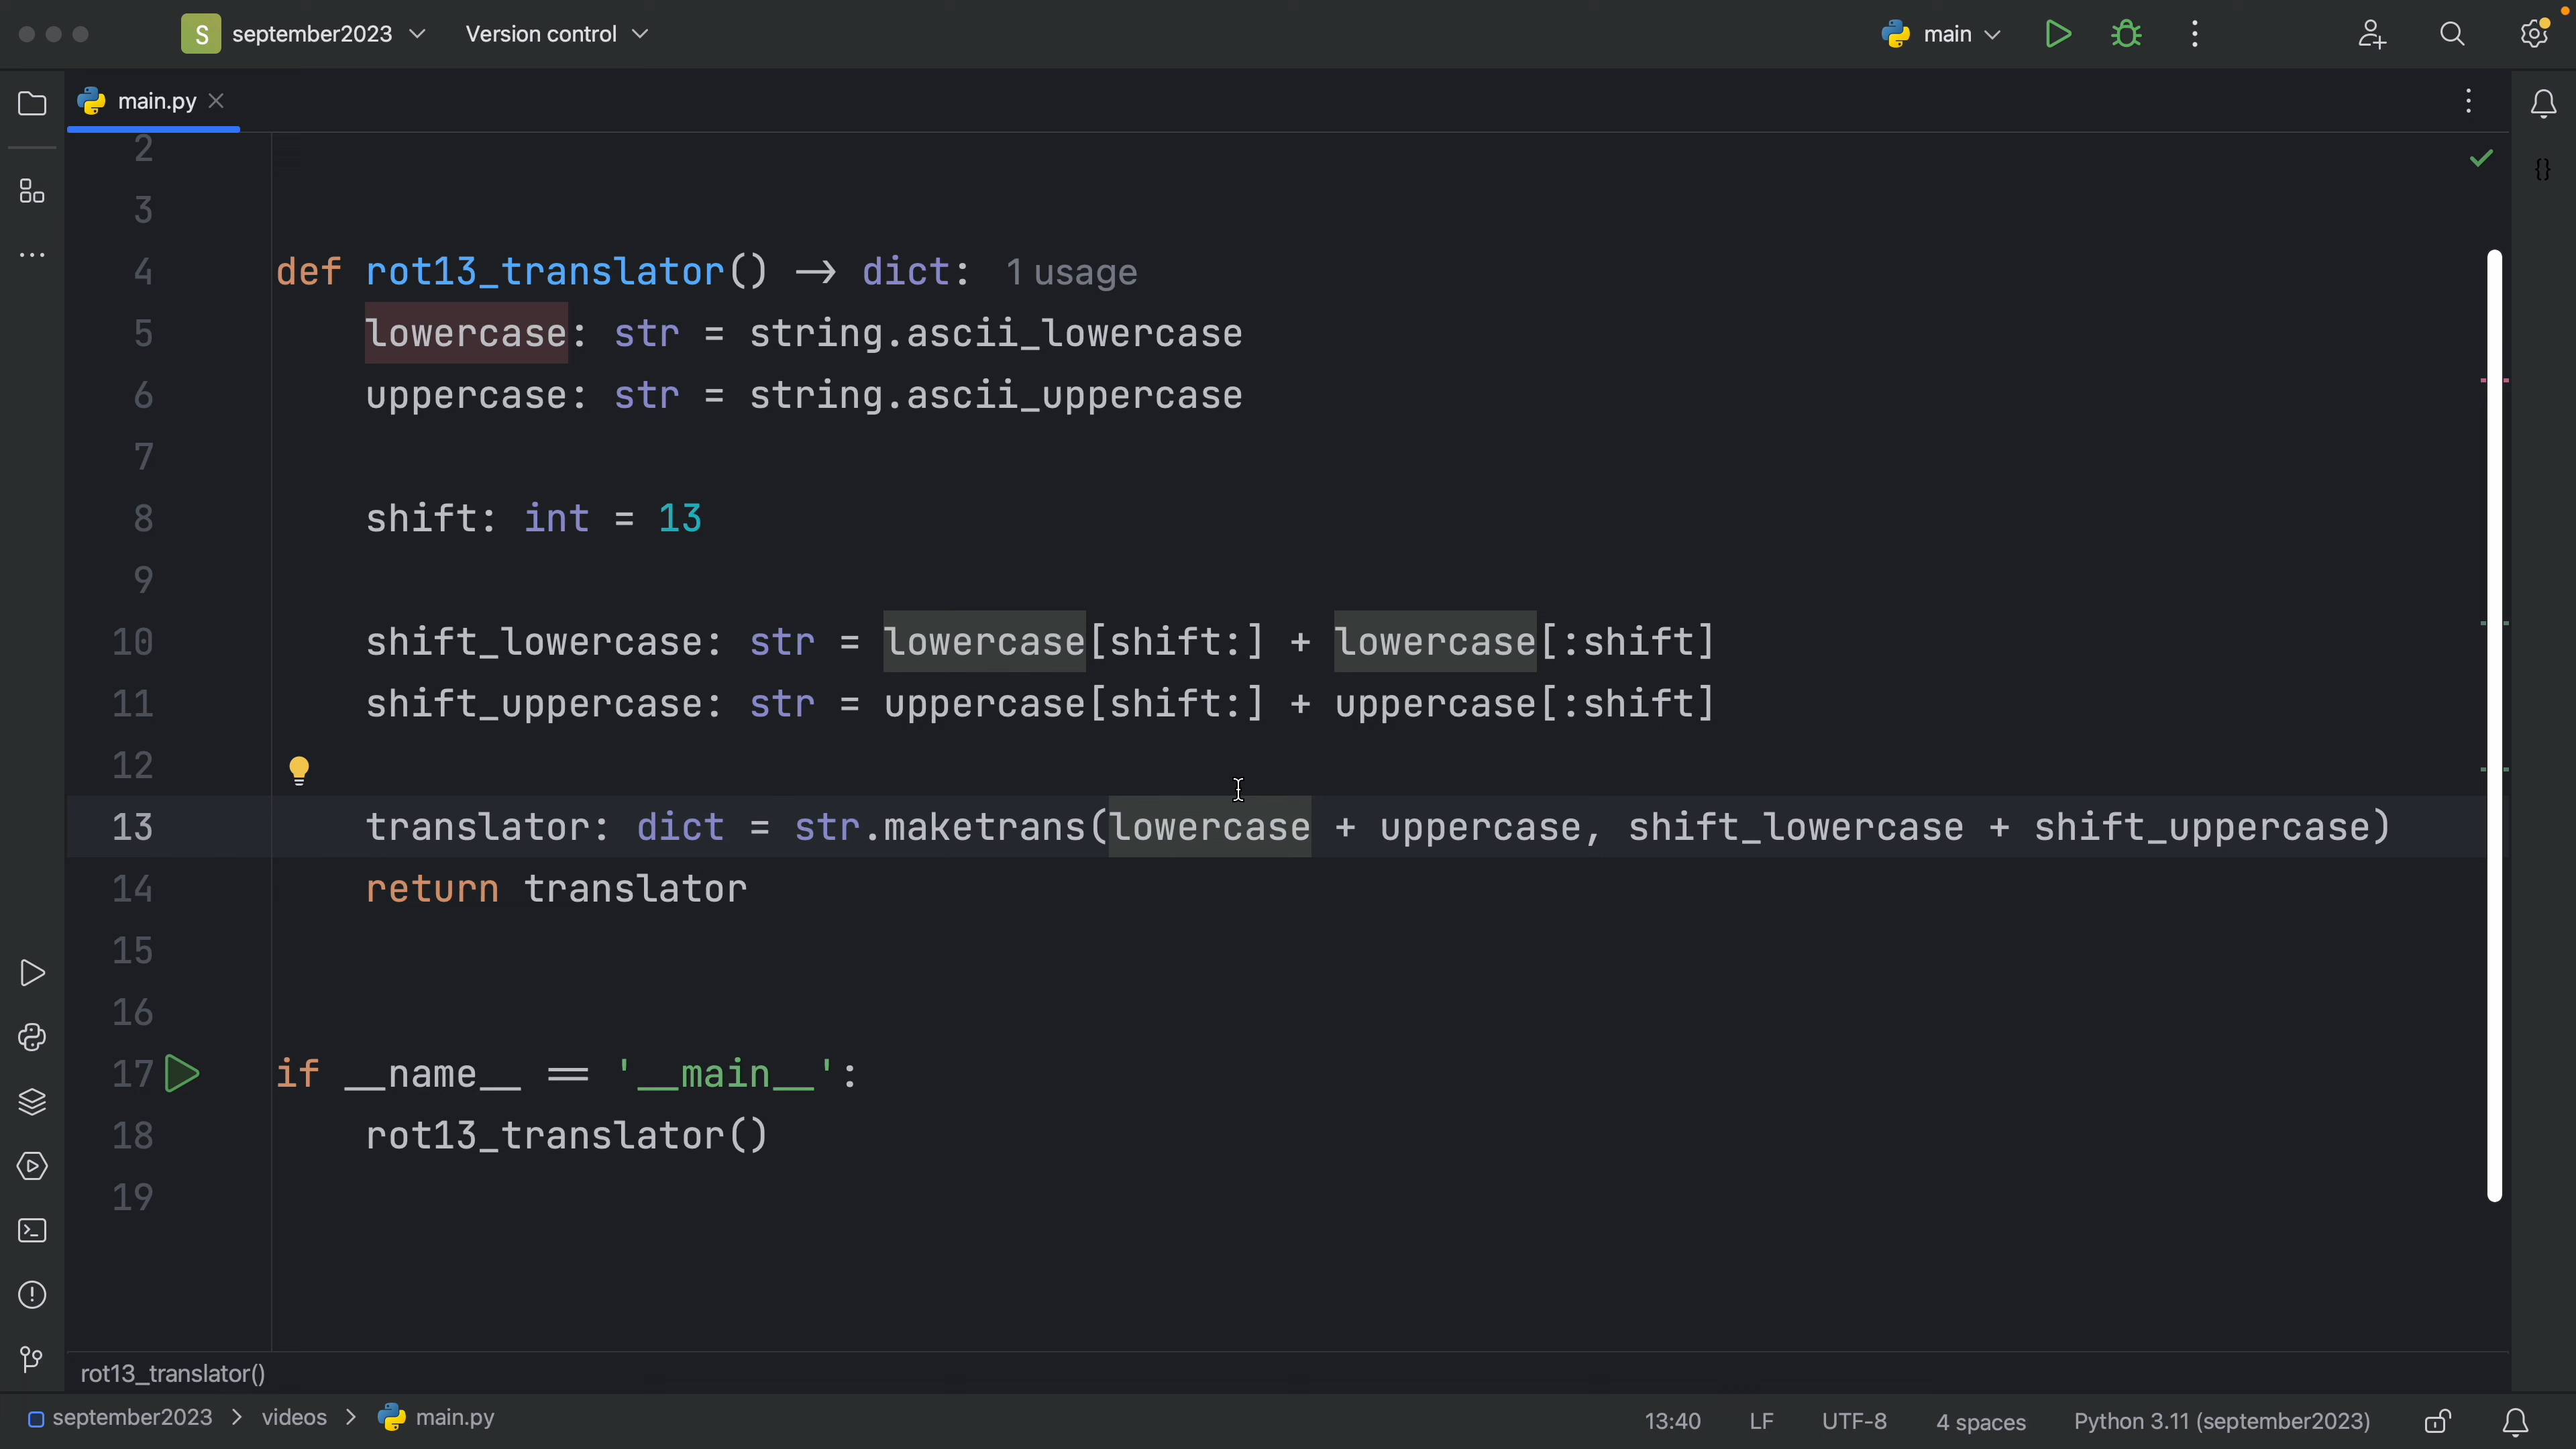 S september2023 Version control main
main.py
2
3
4 def rot13_translator() → dict: 1 usage
5 lowercase: str = string.ascii_lowercase
6 uppercase: str = string.ascii_uppercase
7
8 shift: int = 13
9
10 shift_lowercase: str = lowercase[shift:] + lowercase[:shift]
11 shift_uppercase: str = uppercase[shift:] + uppercase[:shift]
12
13 translator: dict = str.maketrans(lowercase + uppercase, shift_lowercase + shift_uppercase)
14 return translator
15
16
17 if __name__ == '__main__':
18 rot13_translator()
19
rot13_translator()
september2023 > videos > main.py 13:40 LF UTF-8 4 spaces Python 3.11 (september2023)